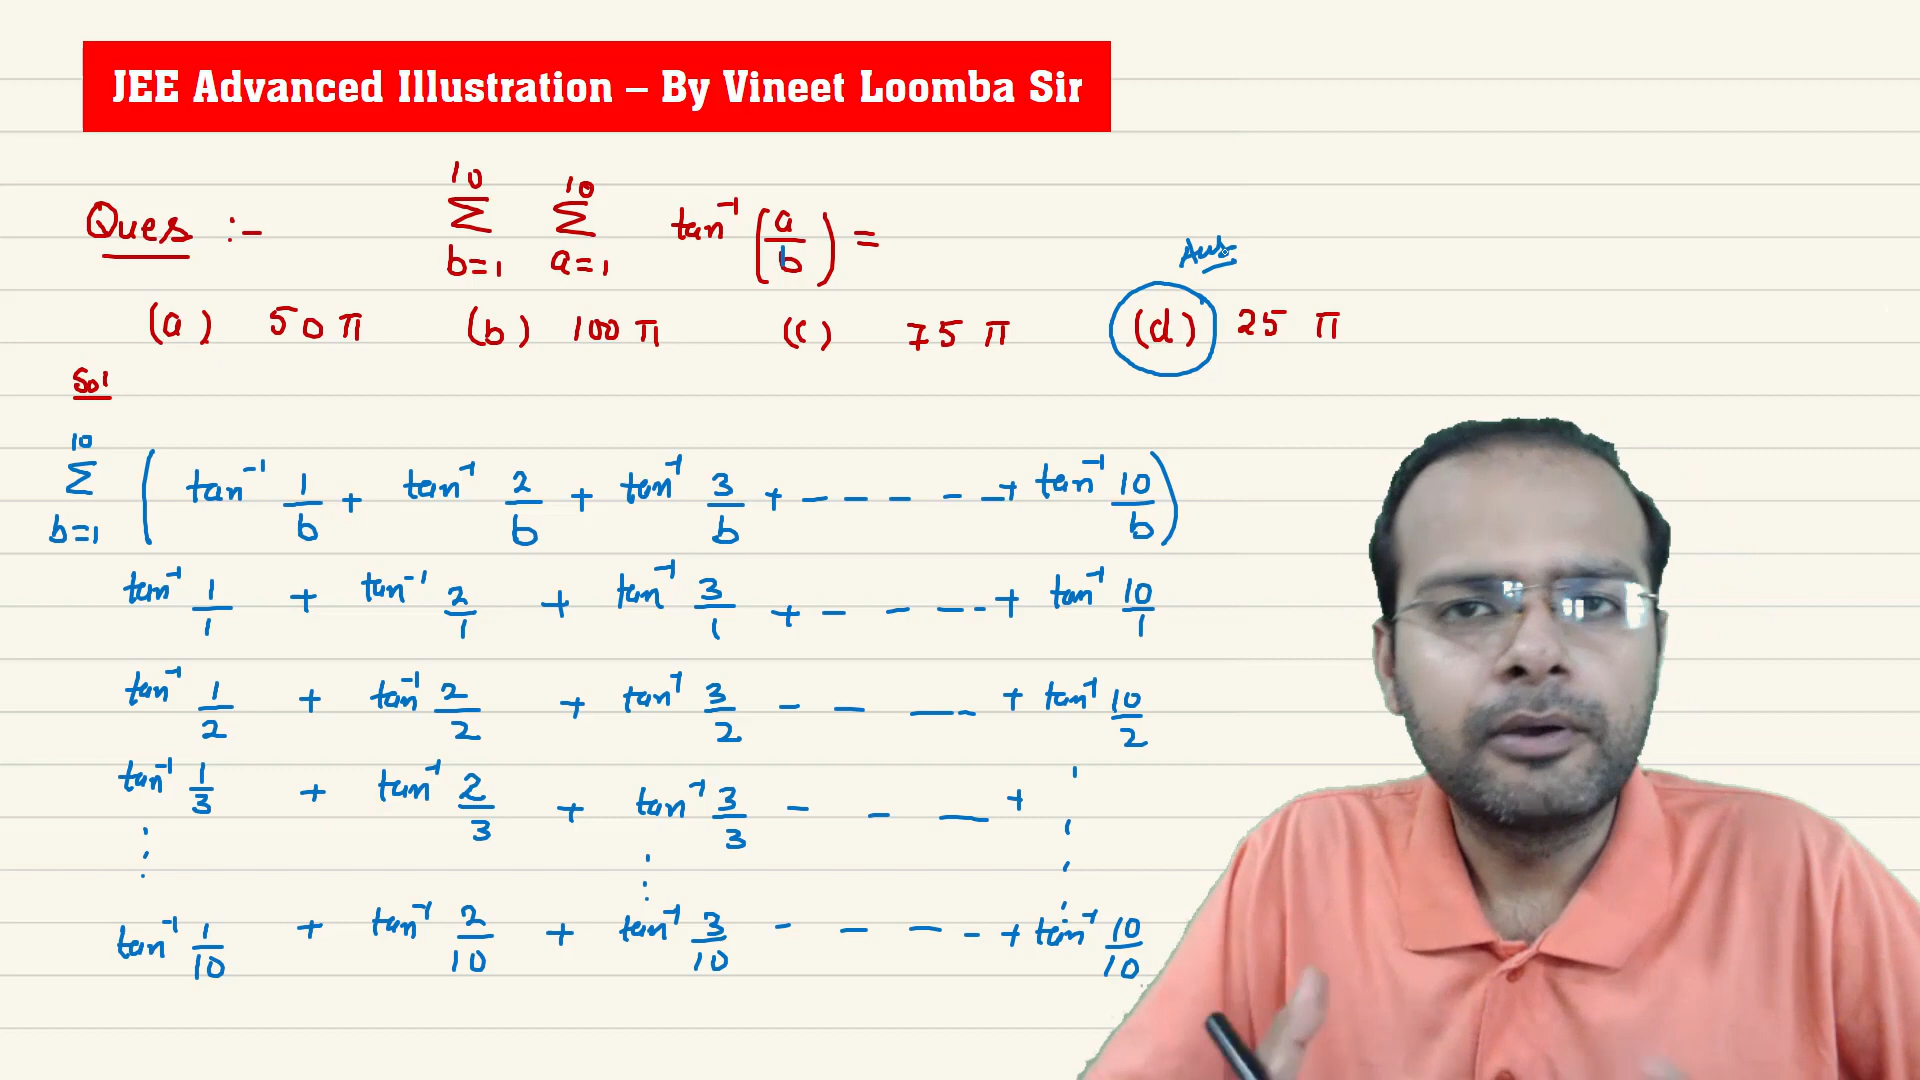 JEE Advanced Illustration – By Vineet Loomba Sir
Ques :- 10 Σ b=1 10 Σ a=1 tan⁻¹ (a/b) =
Ans
(a) 50 π (b) 100 π (c) 75 π (d) 25 π
Sol
10 Σ b=1 ( tan⁻¹ 1/b + tan⁻¹ 2/b + tan⁻¹ 3/b + - - - - - + tan⁻¹ 10/b )
tan⁻¹ 1/1 + tan⁻¹ 2/1 + tan⁻¹ 3/1 + - - - - + tan⁻¹ 10/1
tan⁻¹ 1/2 + tan⁻¹ 2/2 + tan⁻¹ 3/2 - - - - + tan⁻¹ 10/2
tan⁻¹ 1/3 + tan⁻¹ 2/3 + tan⁻¹ 3/3 - - - +
tan⁻¹ 1/10 + tan⁻¹ 2/10 + tan⁻¹ 3/10 - - - - + tan⁻¹ 10/10